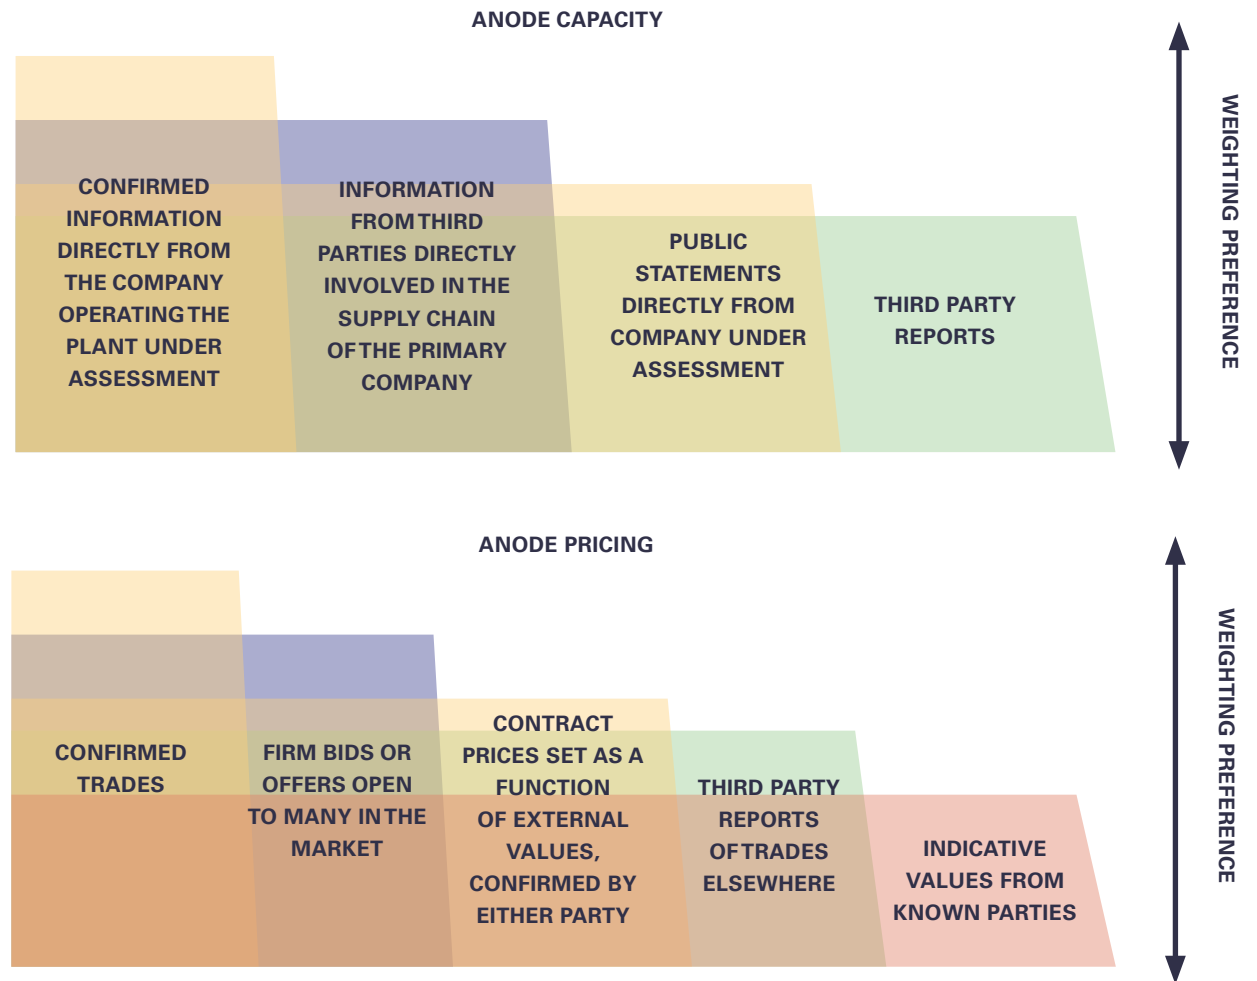 ANODE CAPACITY
CONFIRMED
INFORMATION
DIRECTLY FROM
THE COMPANY
OPERATING THE
PLANT UNDER
ASSESSMENT
INFORMATION
FROM THIRD
PARTIES DIRECTLY
INVOLVED IN THE
SUPPLY CHAIN
OF THE PRIMARY
COMPANY
PUBLIC
STATEMENTS
DIRECTLY FROM
COMPANY UNDER
ASSESSMENT
THIRD PARTY
REPORTS
WEIGHTING PREFERENCE
ANODE PRICING
CONFIRMED
TRADES
FIRM BIDS OR
OFFERS OPEN
TO MANY IN THE
MARKET
CONTRACT
PRICES SET AS A
FUNCTION
OF EXTERNAL
VALUES,
CONFIRMED BY
EITHER PARTY
THIRD PARTY
REPORTS
OF TRADES
ELSEWHERE
INDICATIVE
VALUES FROM
KNOWN PARTIES
WEIGHTING PREFERENCE